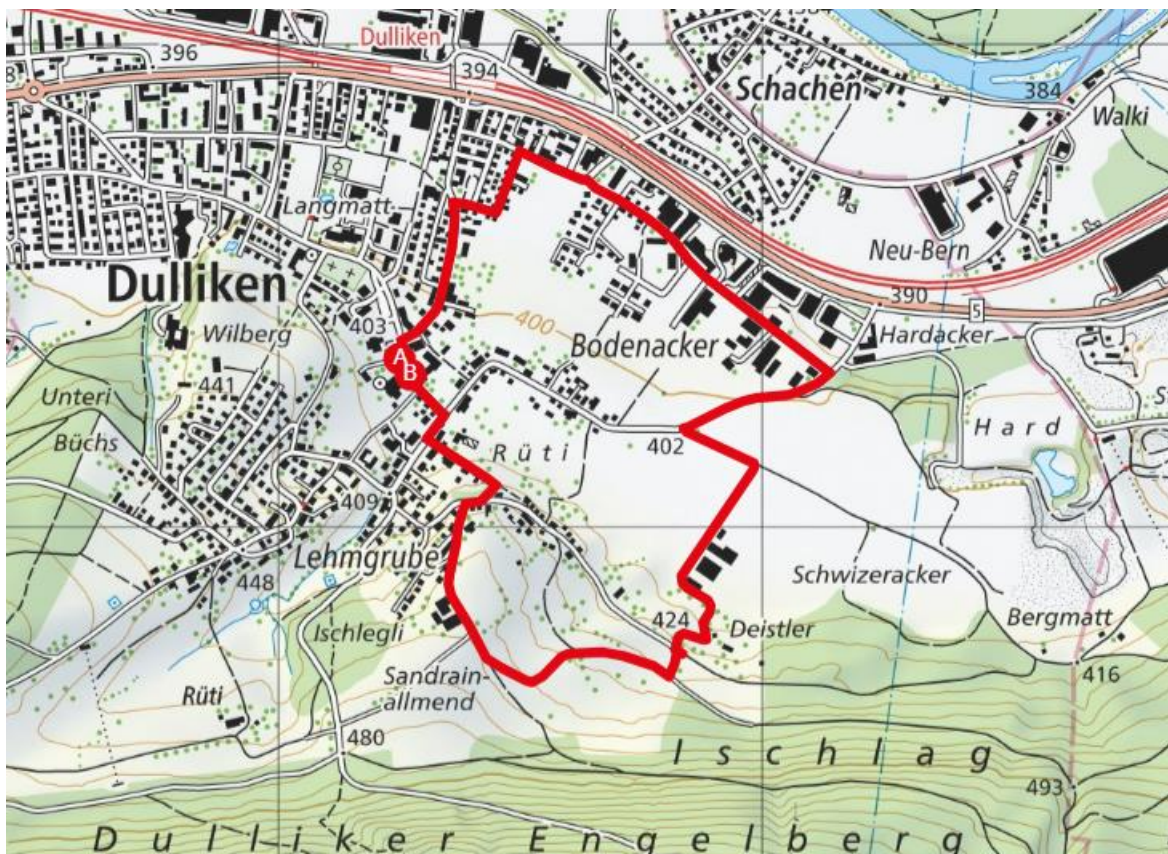 384
Dulliken
396
394
8
Schachen
384
Walki
Langmatt
Neu-Bern
Dulliken
390
5
403
400
Wilberg
Bodenacker
Hardacker
A
B
441
Unteri
Büchs
Rüti
402
Hard
S
409
Lehmgrube
448
Schwizeracker
424
Deistler
Bergmatt
Ischlegli
Sandrain-
allmend
416
Rüti
480
Ischlag
493
Dulliker Engelberg